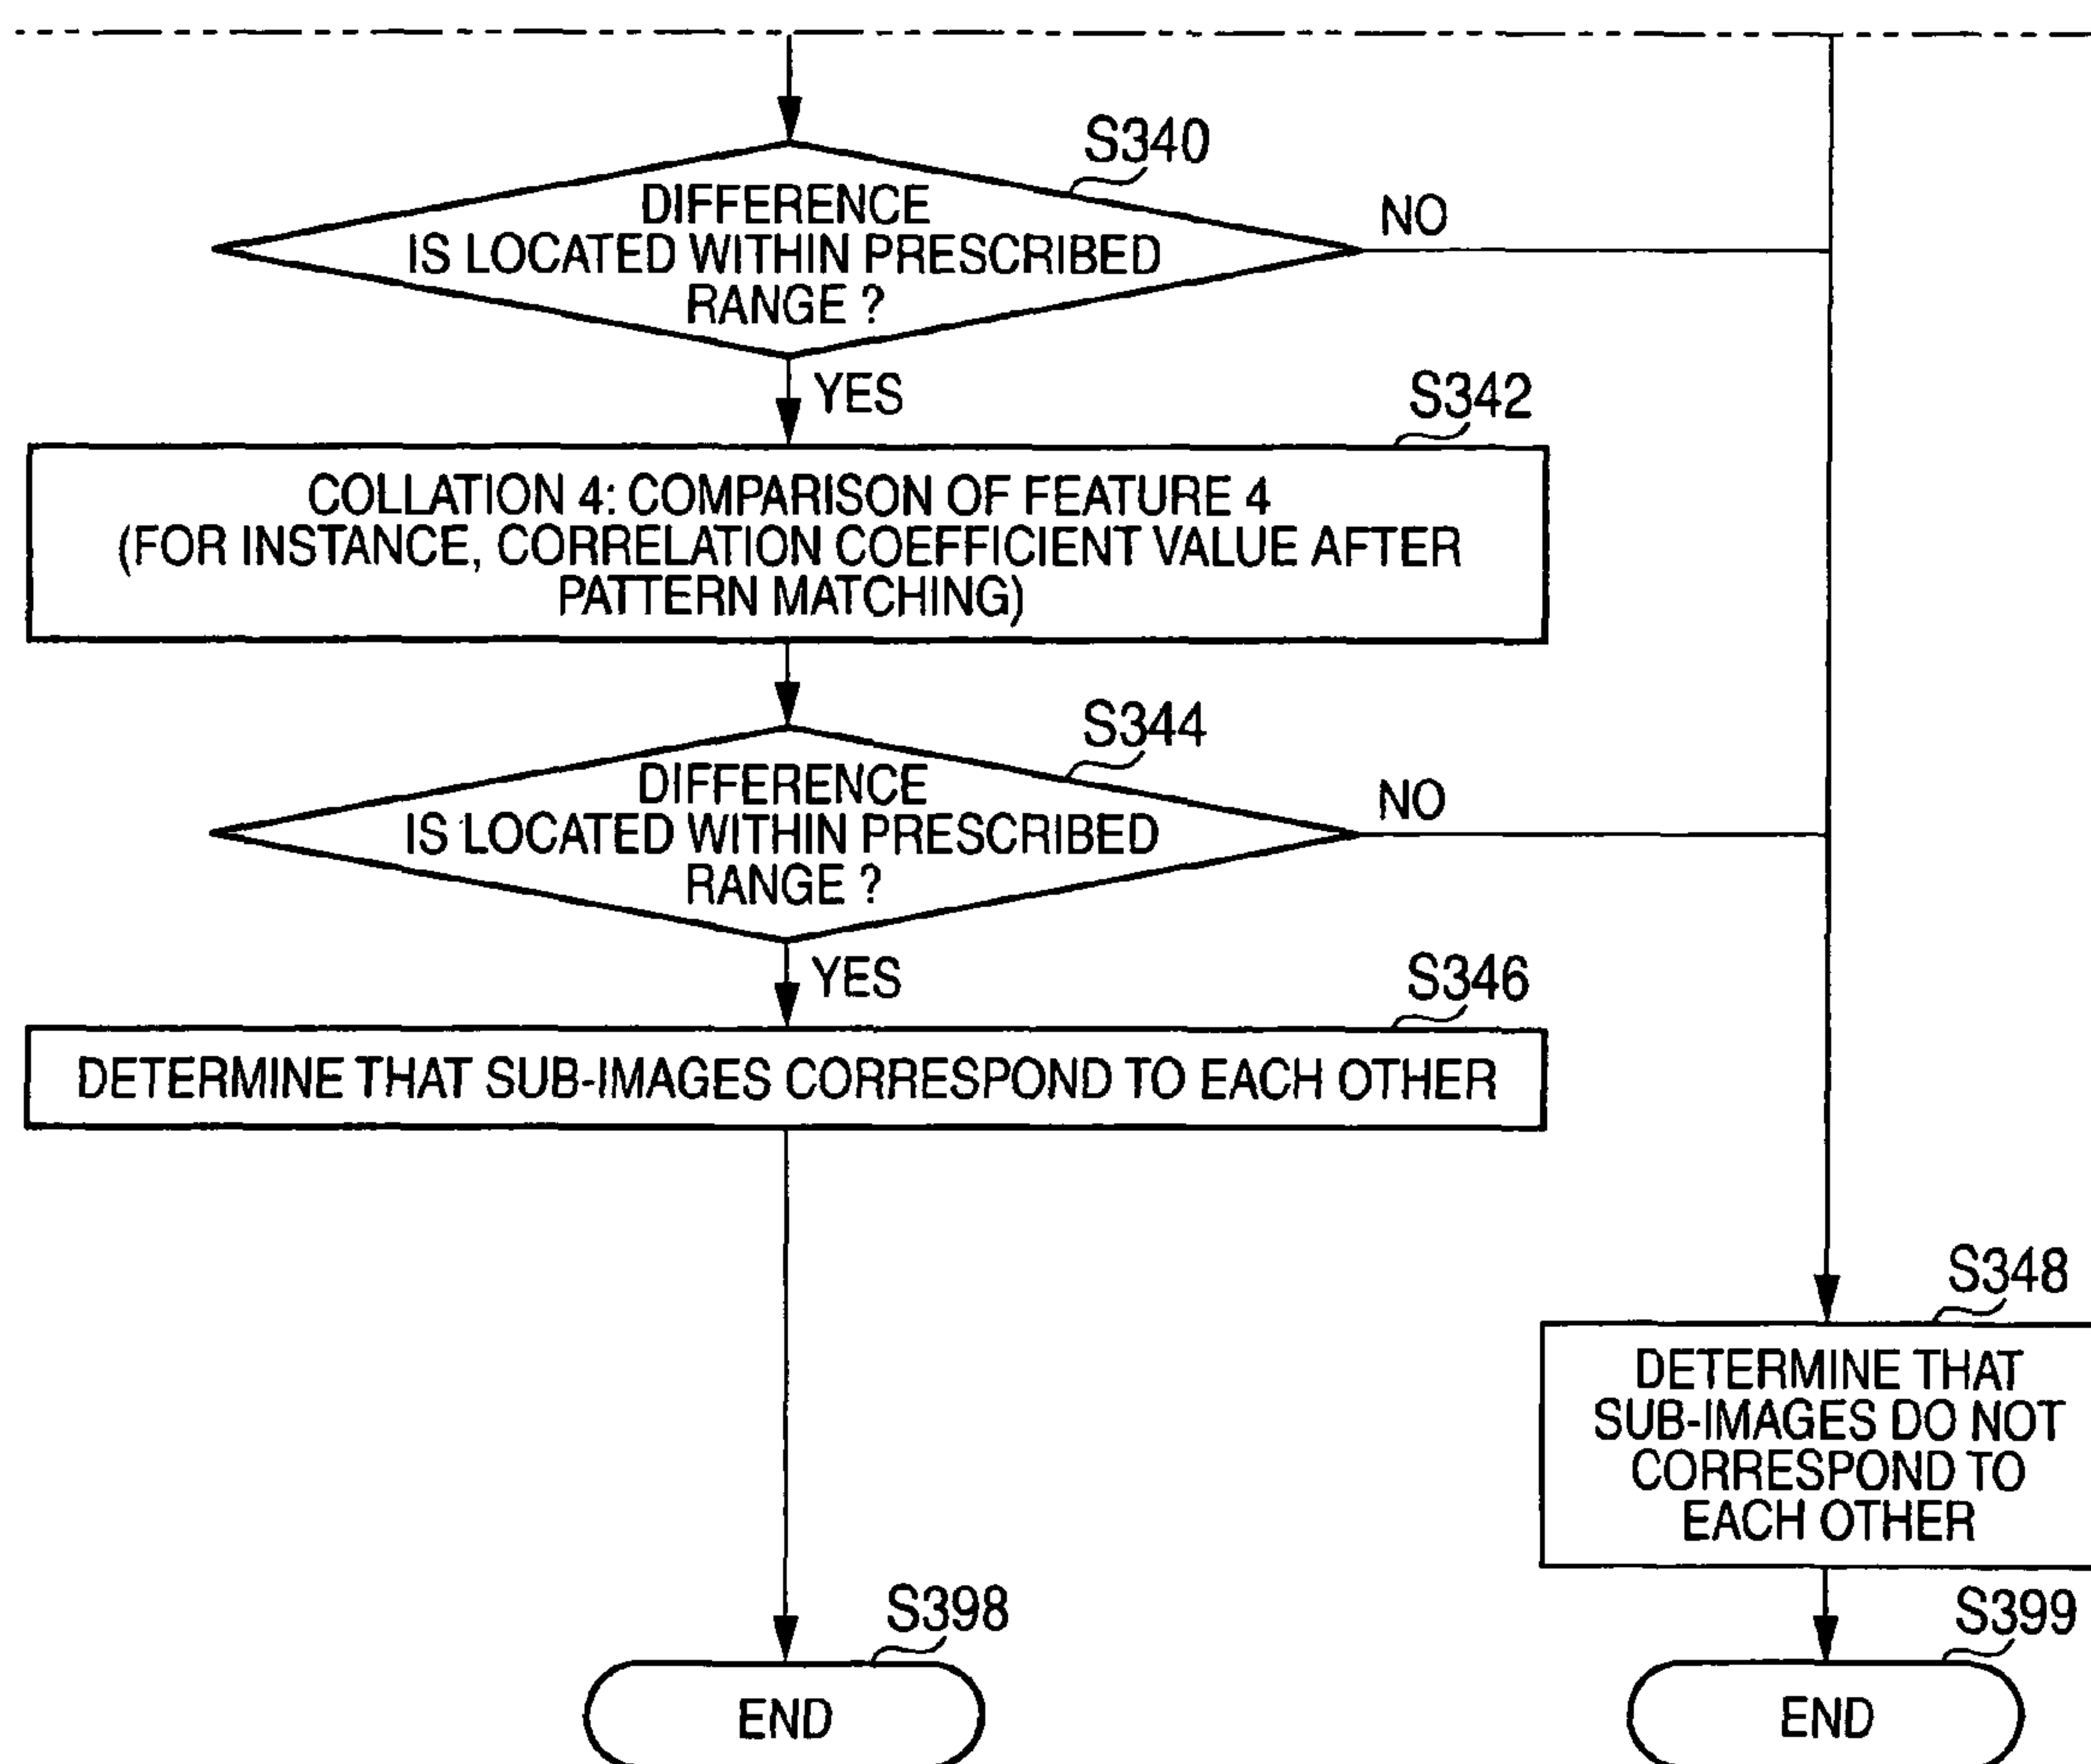 S340
DIFFERENCE
IS LOCATED WITHIN PRESCRIBED
RANGE ?
NO
YES
S342
COLLATION 4: COMPARISON OF FEATURE 4
(FOR INSTANCE, CORRELATION COEFFICIENT VALUE AFTER
PATTERN MATCHING)
S344
DIFFERENCE
IS LOCATED WITHIN PRESCRIBED
RANGE ?
NO
YES
S346
DETERMINE THAT SUB-IMAGES CORRESPOND TO EACH OTHER
S348
DETERMINE THAT
SUB-IMAGES DO NOT
CORRESPOND TO
EACH OTHER
S398
END
S399
END